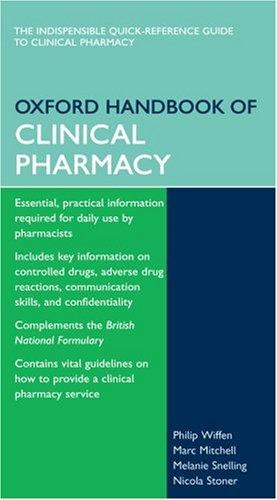 THE INDISPENSIBLE QUICK-REFERENCE GUIDE
TO CLINICAL PHARMACY
OXFORD HANDBOOK OF
CLINICAL
PHARMACY
Essential, practical information
required for daily use by
pharmacists
Includes key information on
controlled drugs, adverse drug
reactions, communication
skills, and confidentiality
Complements the British
National Formulary
Contains vital guidelines on
how to provide a clinical
pharmacy service
Philip Wiffen
Marc Mitchell
Melanie Snelling
Nicola Stoner